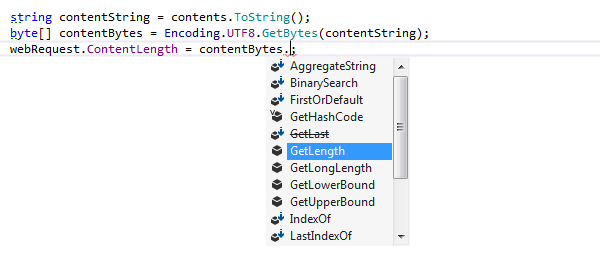 string contentString = contents.ToString();
byte[] contentBytes = Encoding.UTF8.GetBytes(contentString);
webRequest.ContentLength = contentBytes.;
AggregateString
BinarySearch
FirstOrDefault
GetHashCode
GetLast
GetLength
GetLongLength
GetLowerBound
GetUpperBound
IndexOf
LastIndexOf